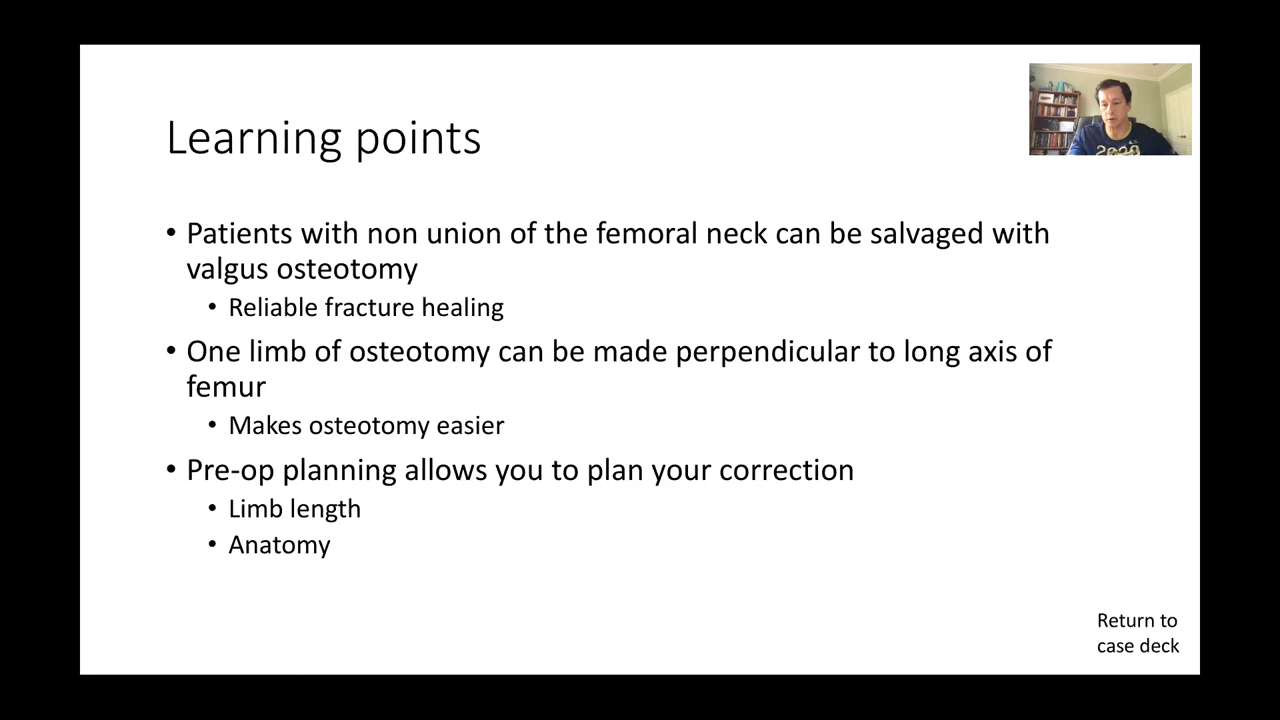 Learning points
• Patients with non union of the femoral neck can be salvaged with
valgus osteotomy
• Reliable fracture healing
• One limb of osteotomy can be made perpendicular to long axis of
femur
• Makes osteotomy easier
• Pre-op planning allows you to plan your correction
• Limb length
• Anatomy
Return to
case deck
2020